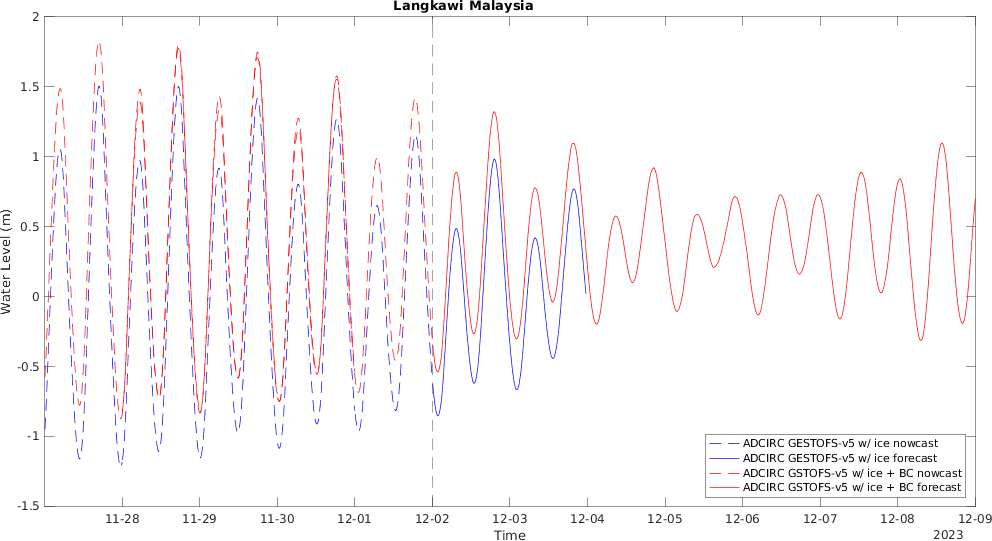 Langkawi Malaysia
2
1.5
1
0.5
0
-0.5
-1
-1.5
Water Level (m)
11-28 11-29 11-30 12-01 12-02 12-03 12-04 12-05 12-06 12-07 12-08 12-09
Time
2023
ADCIRC GESTOFS-v5 w/ ice nowcast
ADCIRC GESTOFS-v5 w/ ice forecast
ADCIRC GSTOFS-v5 w/ ice + BC nowcast
ADCIRC GSTOFS-v5 w/ ice + BC forecast